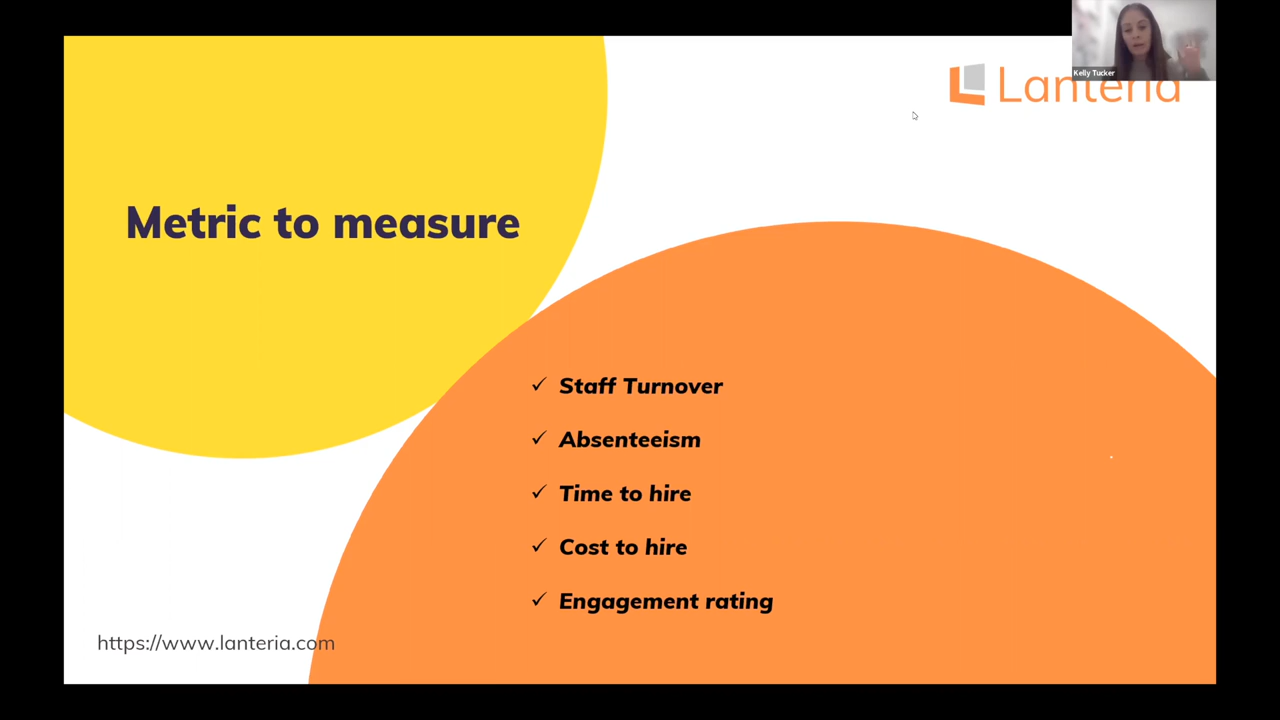 Kelly Tucker
Lanteria
Metric to measure
✓ Staff Turnover
✓ Absenteeism
✓ Time to hire
✓ Cost to hire
✓ Engagement rating
https://www.lanteria.com